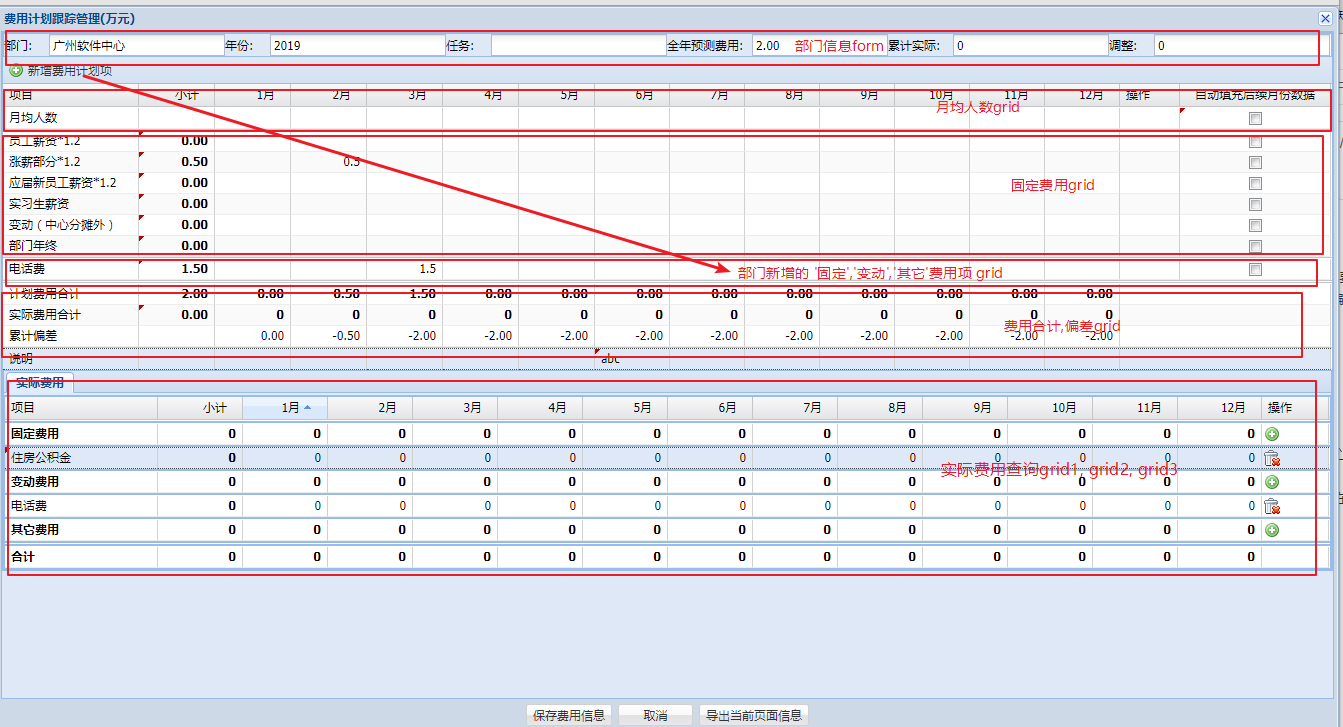 费用计划跟踪管理(万元)
部门: 广州软件中心 年份: 2019 任务: 全年预测费用: 2.00 部门信息form 累计实际: 0 调整: 0
新增费用计划项
项目 小计 1月 2月 3月 4月 5月 6月 7月 8月 9月 10月 11月 12月 操作 自动填充后续月份数据
月均人数grid
月均人数
员工薪资*1.2 0.00
涨薪部分*1.2 0.50 0.5
应届新员工薪资*1.2 0.00
固定费用grid
实习生薪资 0.00
变动(中心分摊外) 0.00
部门年终 0.00
电话费 1.50 1.5
部门新增的 '固定','变动','其它'费用项 grid
计划费用合计 2.00 0.00 0.50 1.50 0.00 0.00 0.00 0.00 0.00 0.00 0.00 0.00 0.00
实际费用合计 0.00 0 0 0 0 0 0 0 0 0 0 0 0
费用合计,偏差grid
累计偏差 0.00 -0.50 -2.00 -2.00 -2.00 -2.00 -2.00 -2.00 -2.00 -2.00 -2.00 -2.00
说明 abc
实际费用
项目 小计 1月 2月 3月 4月 5月 6月 7月 8月 9月 10月 11月 12月 操作
固定费用 0 0 0 0 0 0 0 0 0 0 0 0 0
住房公积金 0 0 0 0 0 0 0 0 0 0 0 0 0
实际费用查询grid1, grid2, grid3
变动费用 0 0 0 0 0 0 0 0 0 0 0 0 0
电话费 0 0 0 0 0 0 0 0 0 0 0 0 0
其它费用 0 0 0 0 0 0 0 0 0 0 0 0 0
合计 0 0 0 0 0 0 0 0 0 0 0 0 0
保存费用信息 取消 导出当前页面信息